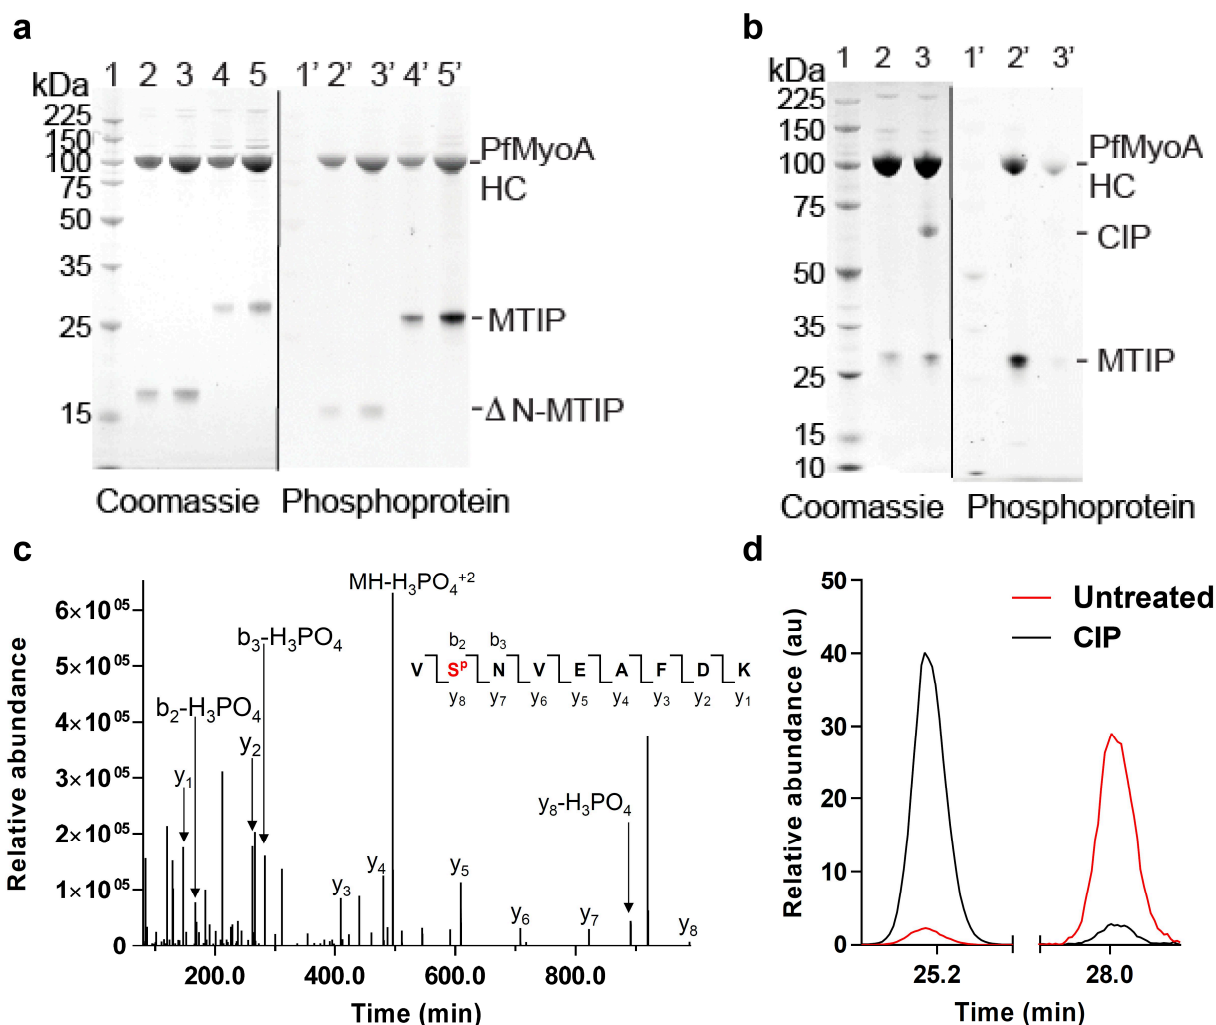 a
kDa 1 2 3 4 5 1’ 2’ 3’ 4’ 5’
225
150
100
75
50
35
25
15
PfMyoA
HC
MTIP
Δ N-MTIP
Coomassie Phosphoprotein
b
kDa 1 2 3 1’ 2’ 3’
225
150
100
75
50
35
25
15
10
PfMyoA
HC
CIP
MTIP
Coomassie Phosphoprotein
c
Relative abundance
6×10⁰⁵
5×10⁰⁵
4×10⁰⁵
3×10⁰⁵
2×10⁰⁵
1×10⁰⁵
0
MH-H₃PO₄⁺²
b₃-H₃PO₄
b₂-H₃PO₄
y₁
y₂
y₃
y₄
y₅
y₆
y₇
y₈-H₃PO₄
y₈
b₂ b₃
V Sᵖ N V E A F D K
y₈ y₇ y₆ y₅ y₄ y₃ y₂ y₁
200.0 400.0 600.0 800.0
Time (min)
d
Relative abundance (au)
50
40
30
20
10
0
Untreated
CIP
25.2 28.0
Time (min)